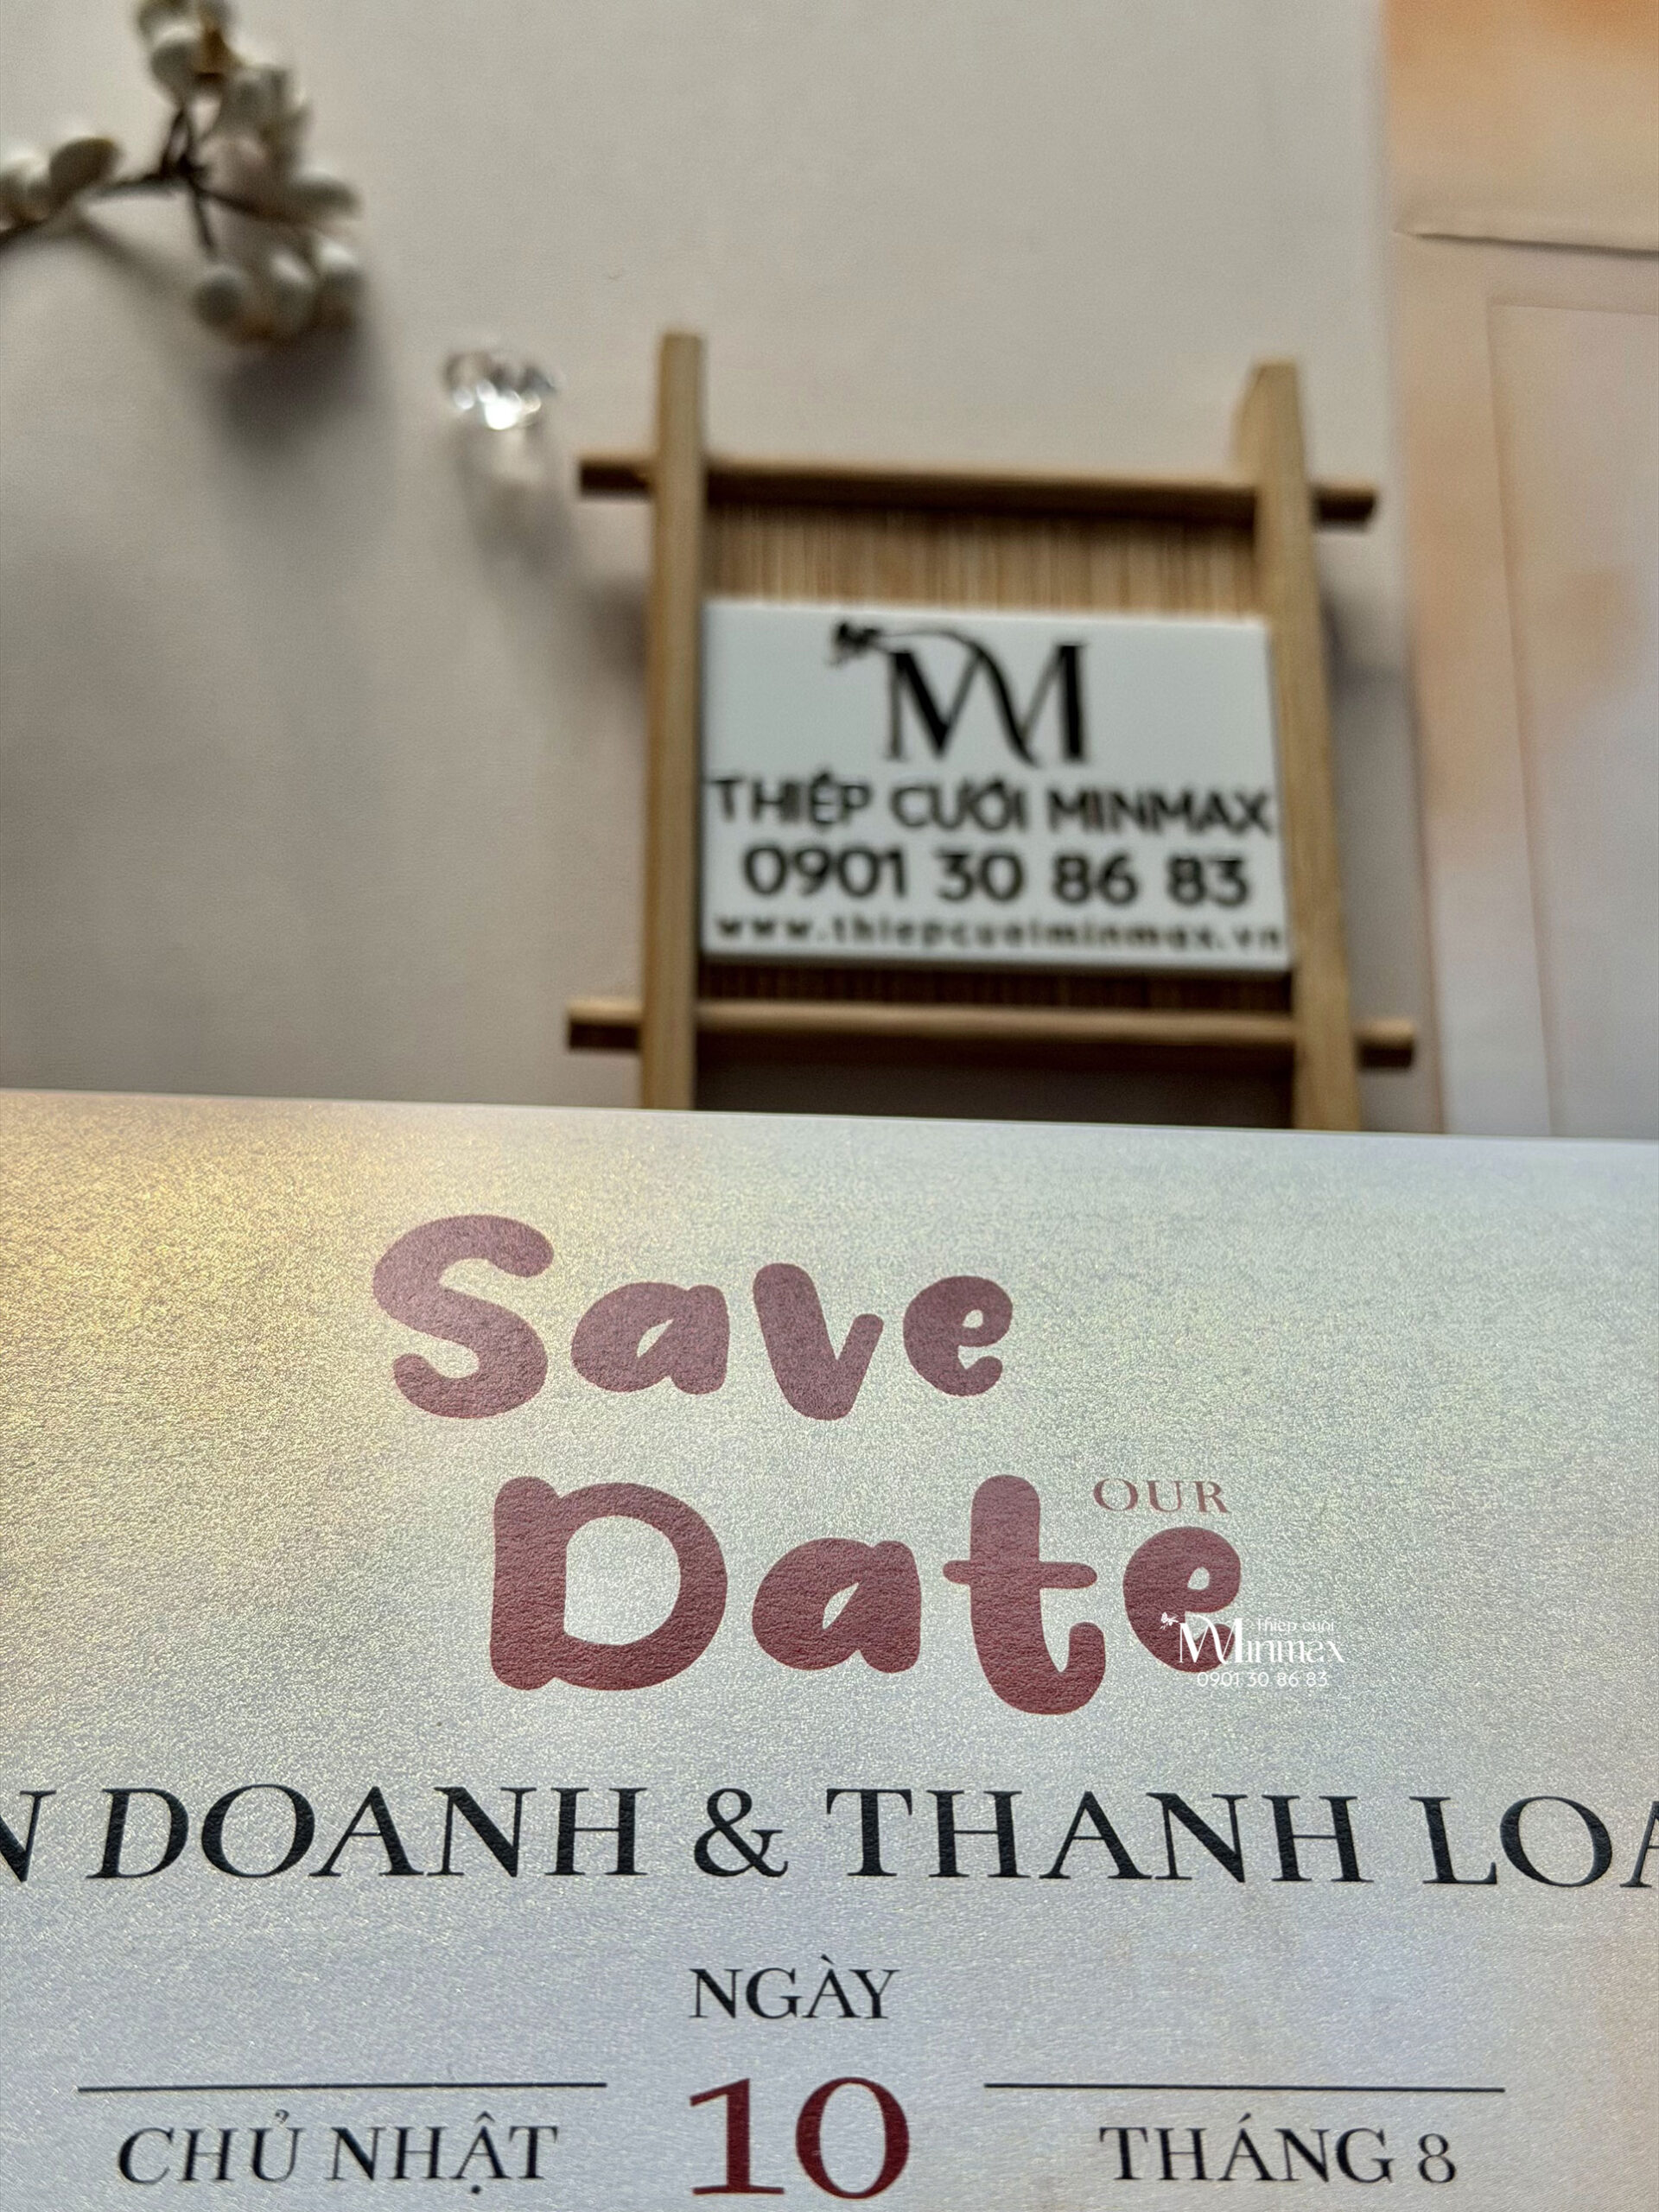 M
THIỆP CƯỚI MINMAX
0901 30 86 83
www.thiepcuoiminmax.vn
Save
OUR
Date
Thiệp cưới
Minmax
0901 30 86 83
N DOANH & THANH LOA
NGÀY
CHỦ NHẬT 10 THÁNG 8